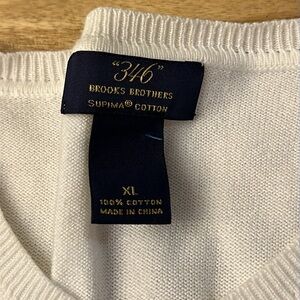 "346"
BROOKS BROTHERS
SUPIMA® COTTON
XL
100% COTTON
MADE IN CHINA